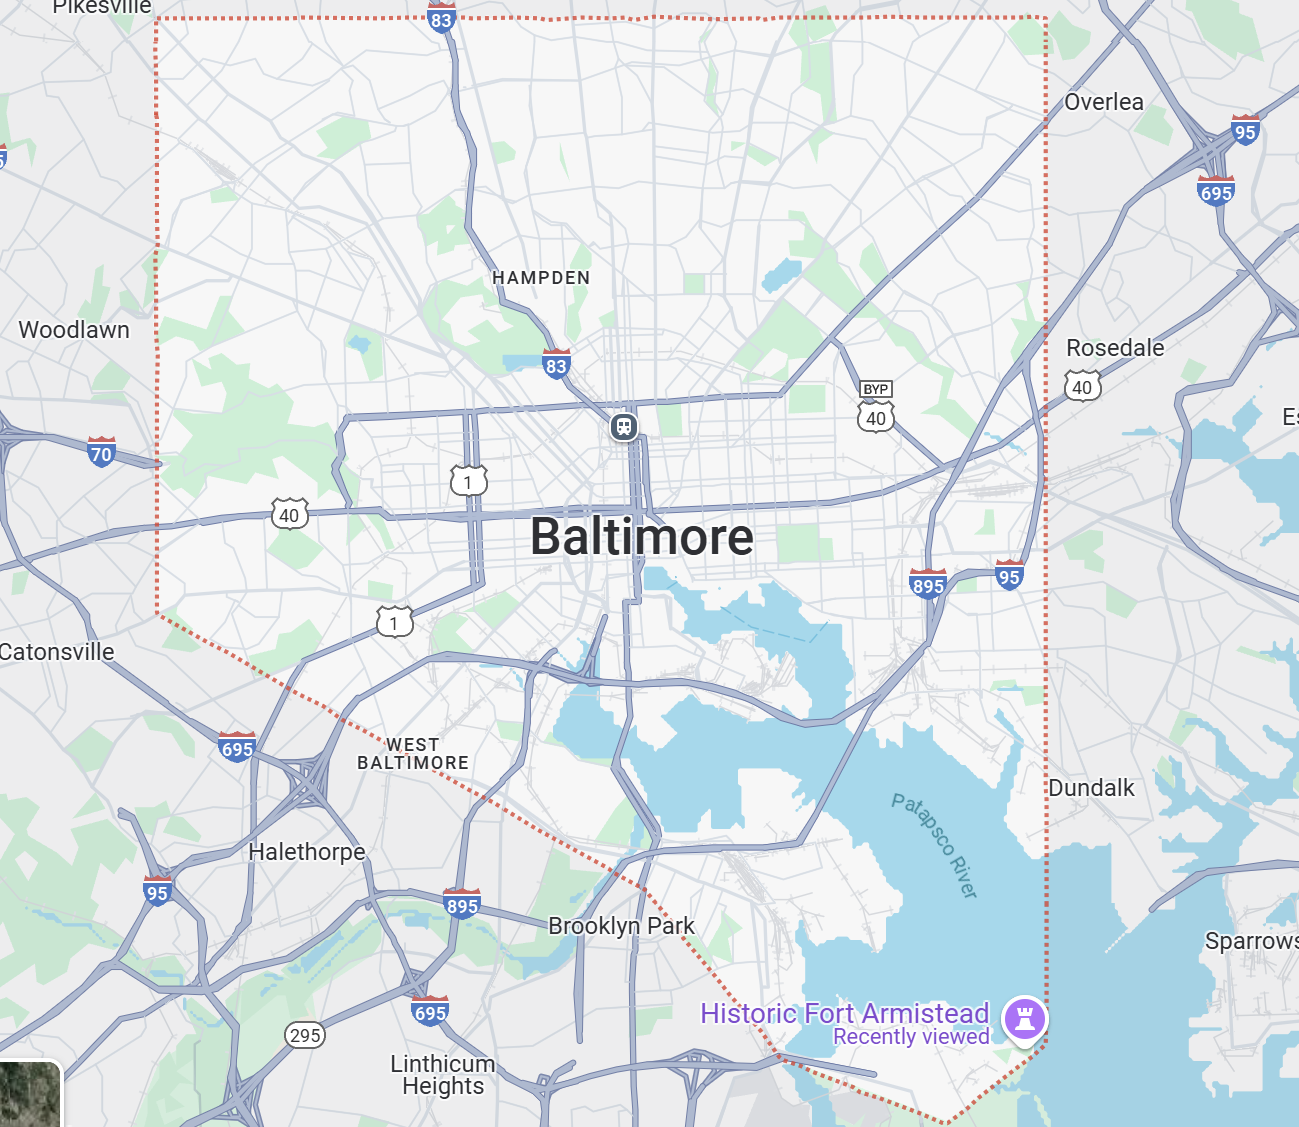 Pikesville
83
Overlea
95
695
HAMPDEN
Woodlawn
Rosedale
83
40
BYP
40
70
1
40
Baltimore
895
95
1
Catonsville
695
WEST
BALTIMORE
Dundalk
Patapsco River
Halethorpe
95
895
Brooklyn Park
Sparrows
Historic Fort Armistead
Recently viewed
695
295
Linthicum
Heights